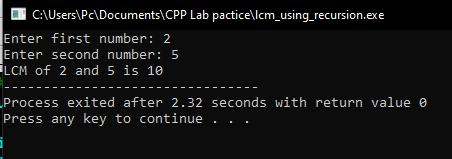 C:\Users\Pc\Documents\CPP Lab pactice\lcm_using_recursion.exe
Enter first number: 2
Enter second number: 5
LCM of 2 and 5 is 10
--------------------------------
Process exited after 2.32 seconds with return value 0
Press any key to continue . . .